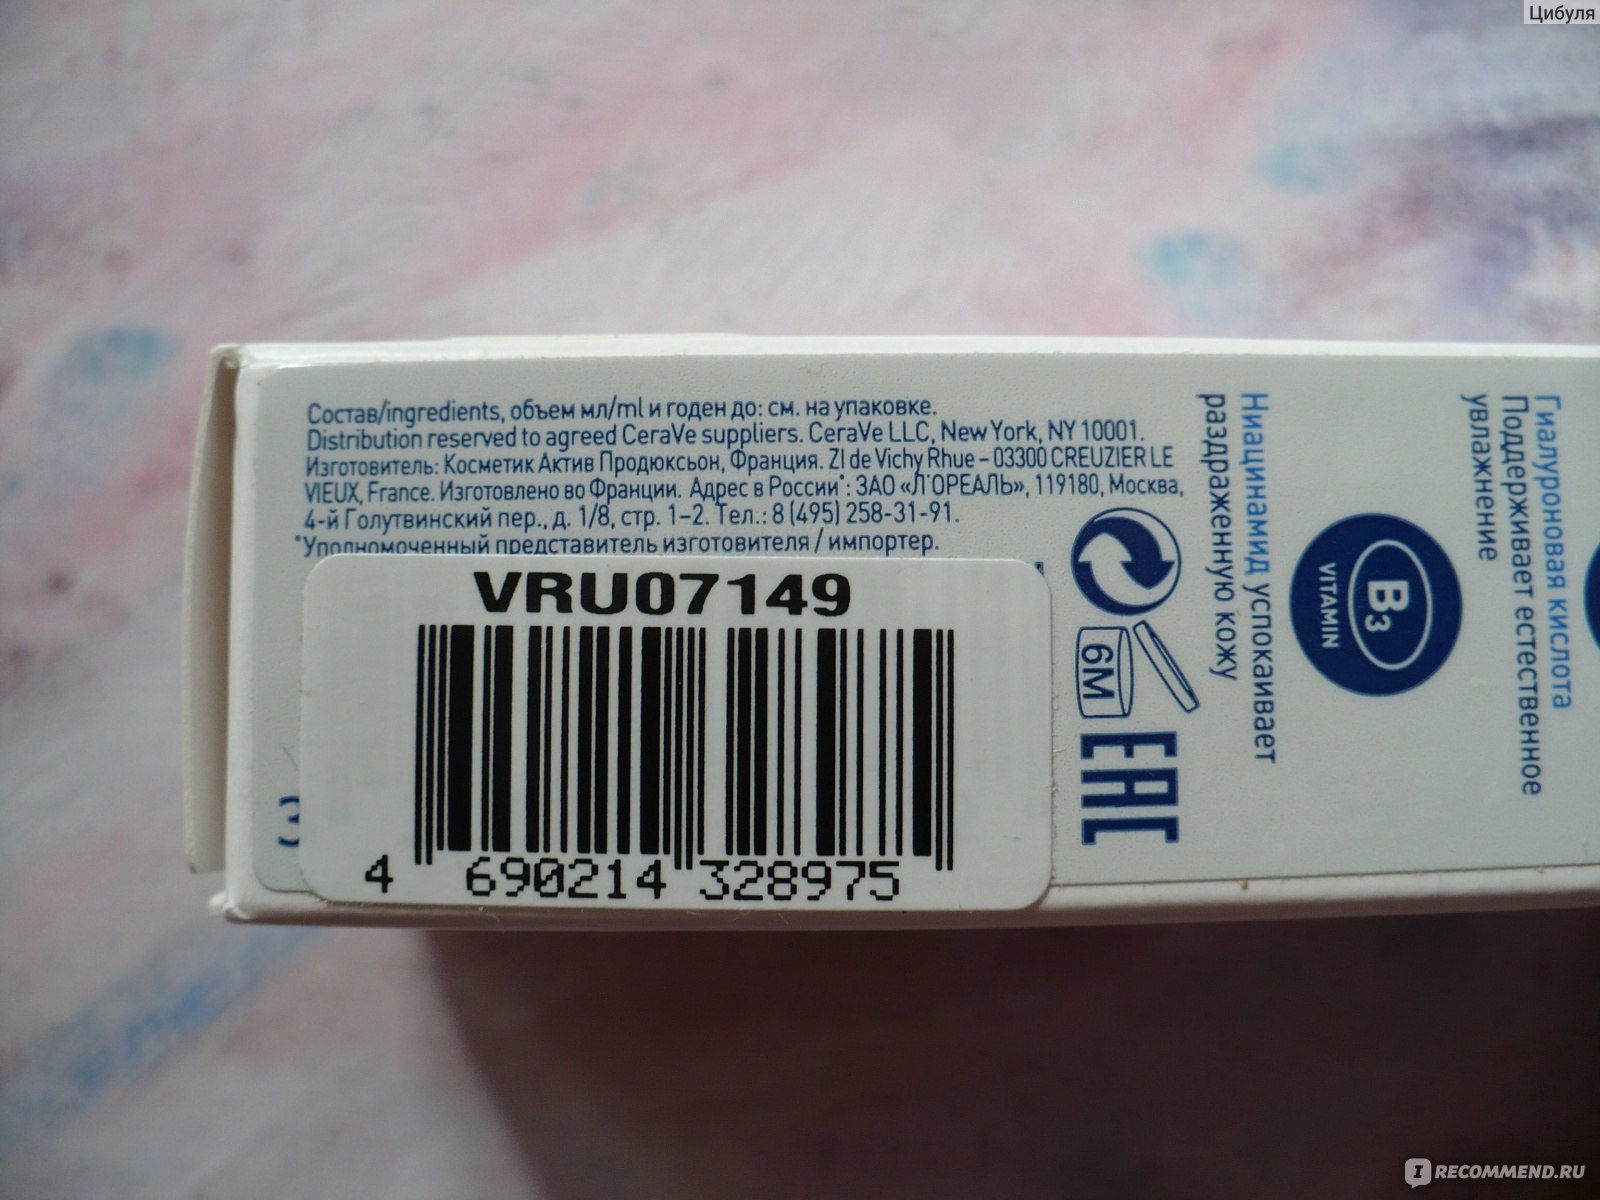 Цибуля
Состав/ingredients, объем мл/ml и годен до: см. на упаковке.
Distribution reserved to agreed CeraVe suppliers. CeraVe LLC, New York, NY 10001.
Изготовитель: Косметик Актив Продюксьон, Франция. ZI de Vichy Rhue – 03300 CREUZIER LE
VIEUX, France. Изготовлено во Франции. Адрес в России*: ЗАО «Л'ОРЕАЛЬ», 119180, Москва,
4-й Голутвинский пер., д. 1/8, стр. 1–2. Тел.: 8 (495) 258-31-91.
*Уполномоченный представитель изготовителя / импортер.
VRU07149
4 690214 328975
6M
EAC
Ниацинамид успокаивает
раздраженную кожу
B3
VITAMIN
Гиалуроновая кислота
Поддерживает естественное
увлажнение
IRECOMMEND.RU